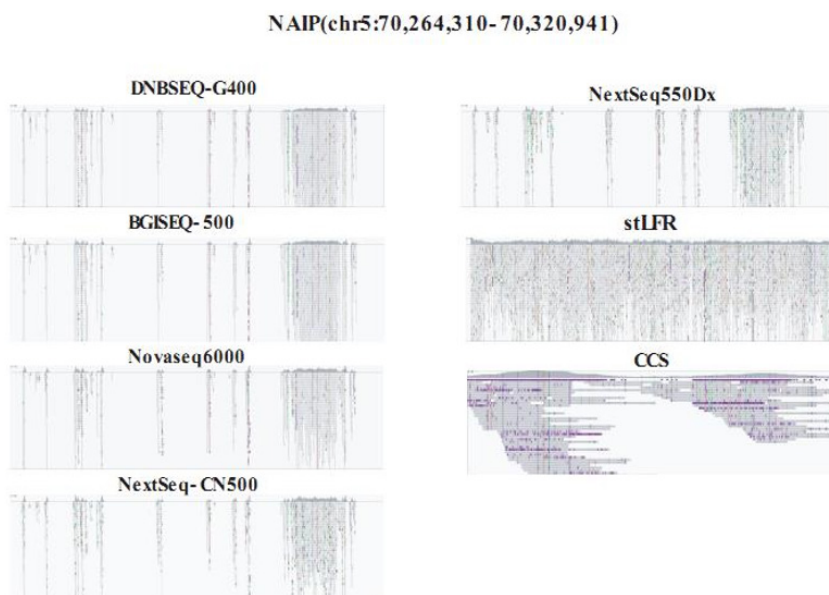 NAIP(chr5:70,264,310-70,320,941)
DNBSEQ-G400
BGISEQ-500
Novaseq6000
NextSeq-CN500
NextSeq550Dx
stLFR
CCS